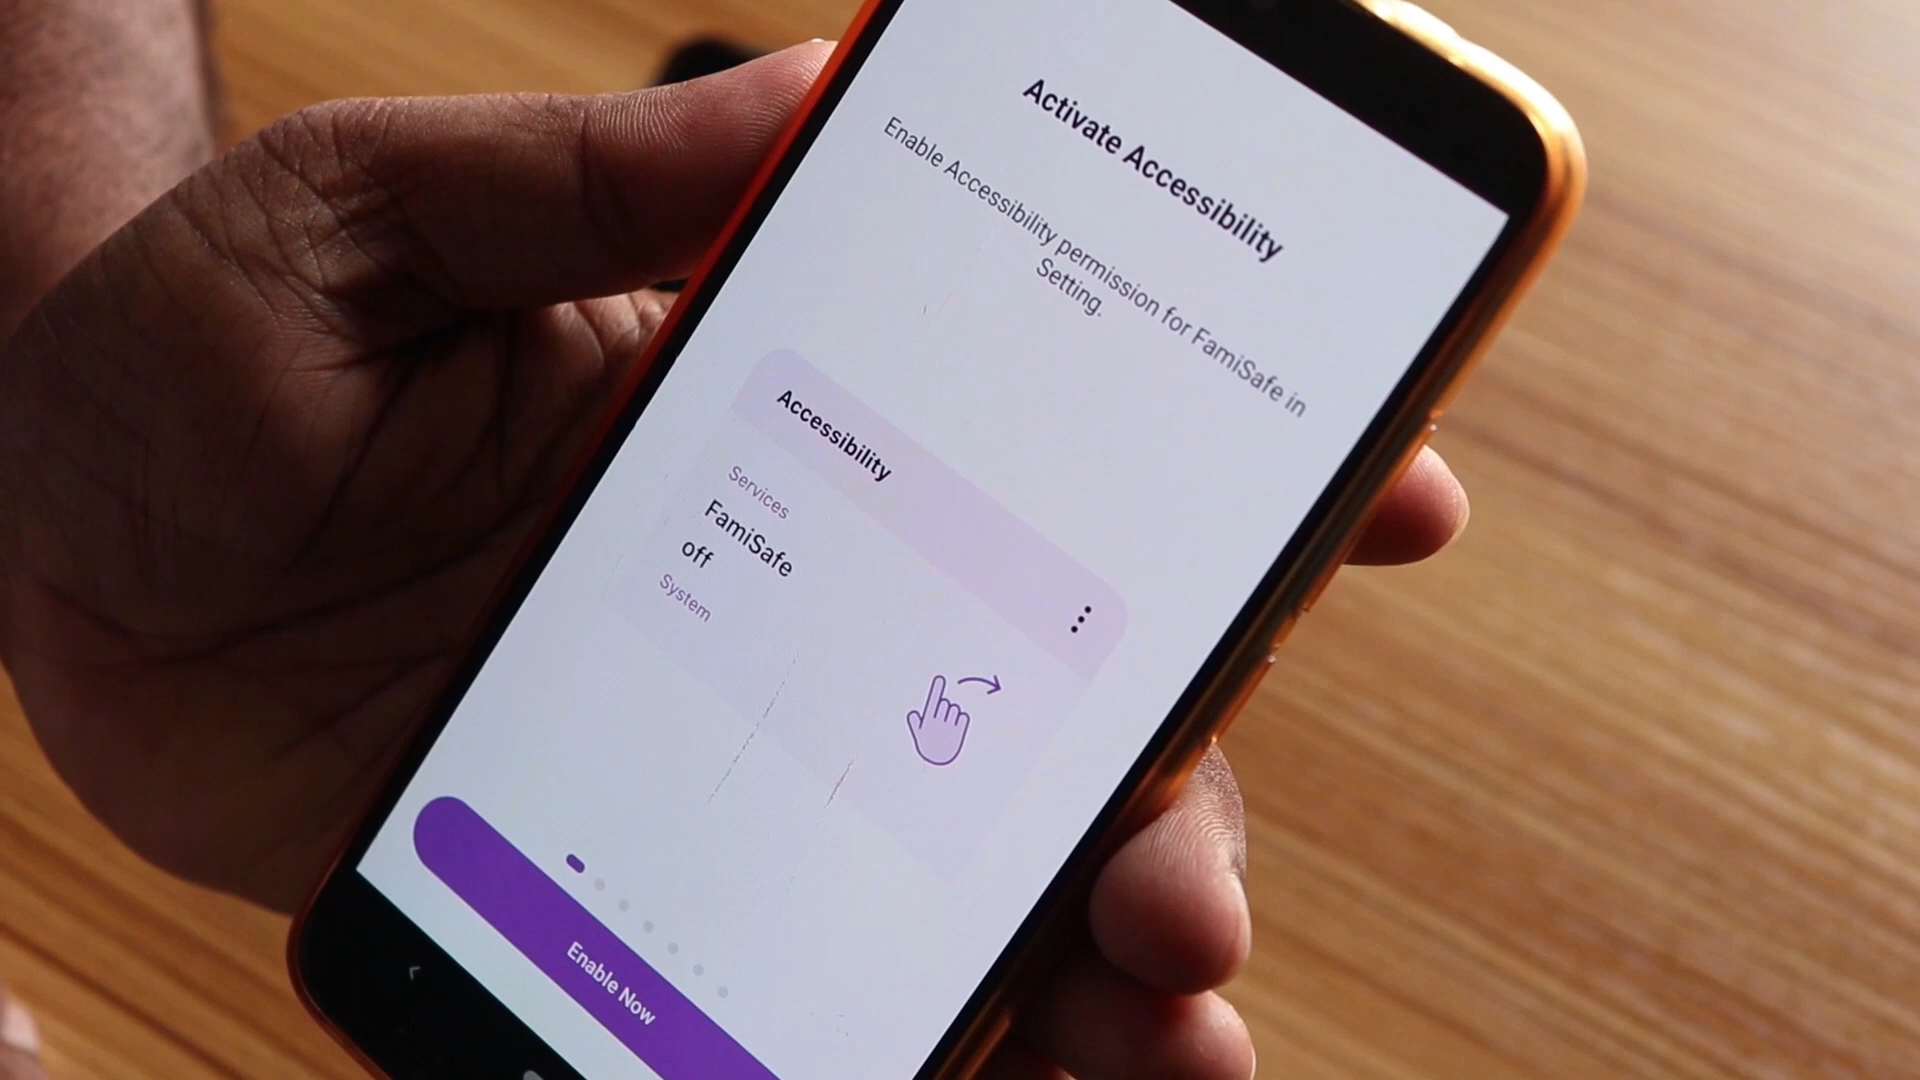 Activate Accessibility
Enable Accessibility permission for FamiSafe in
Setting.
Accessibility
Services
FamiSafe
off
System
Enable Now